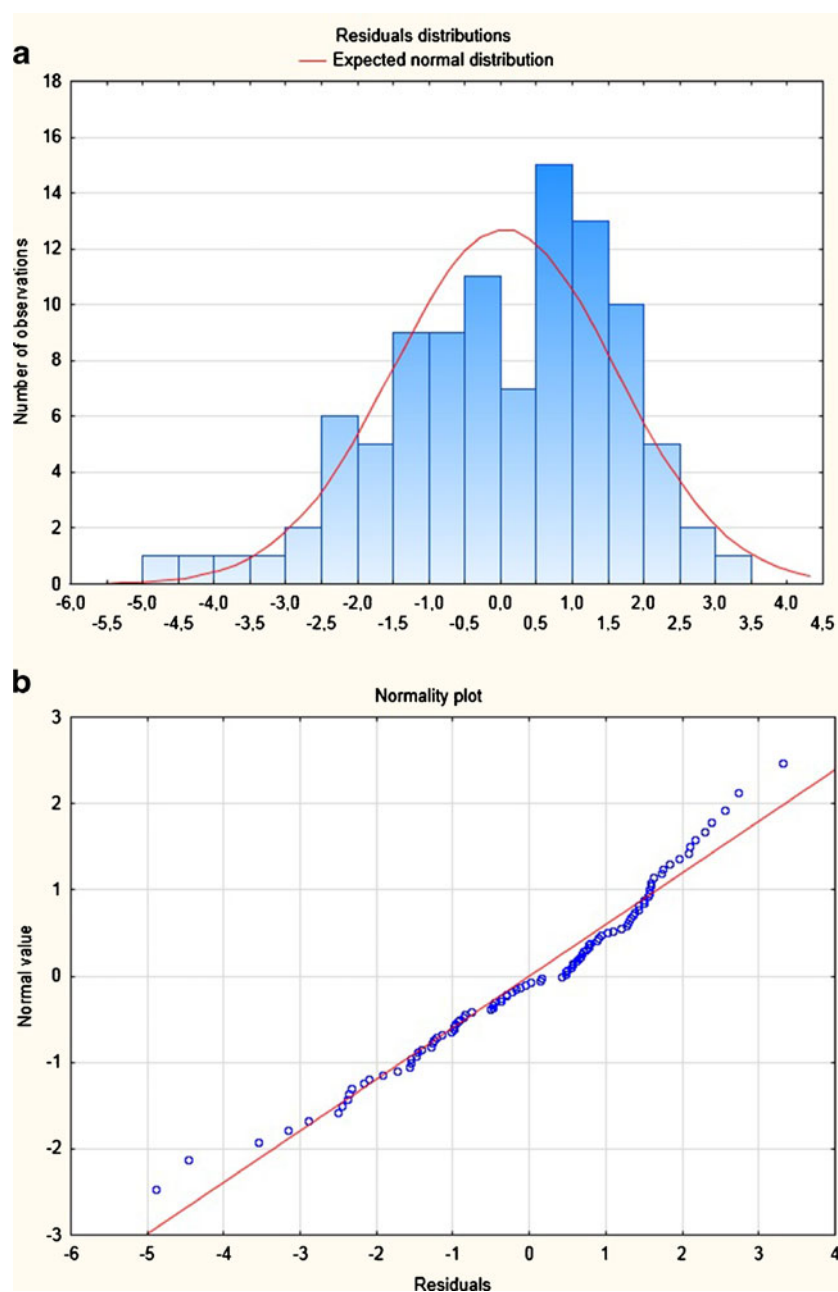 a
Residuals distributions
Expected normal distribution
Number of observations
18
16
14
12
10
8
6
4
2
0
-6,0 -5,0 -4,0 -3,0 -2,0 -1,0 0,0 1,0 2,0 3,0 4,0
-5,5 -4,5 -3,5 -2,5 -1,5 -0,5 0,5 1,5 2,5 3,5 4,5
b
Normality plot
Normal value
3
2
1
0
-1
-2
-3
-6 -5 -4 -3 -2 -1 0 1 2 3 4
Residuals